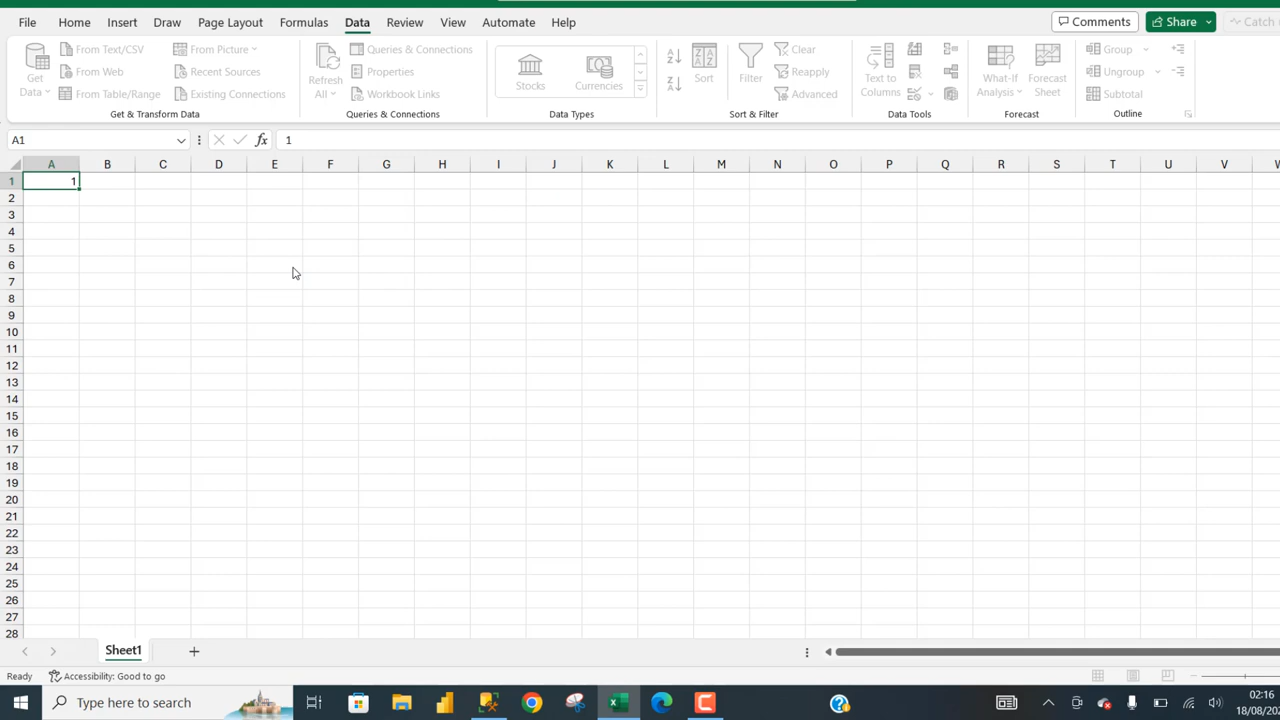 File Home Insert Draw Page Layout Formulas Data Review View Automate Help Comments Share Catch
Get Data From Text/CSV From Web From Table/Range From Picture Recent Sources Existing Connections
Get & Transform Data
Refresh All Queries & Connections Properties Workbook Links
Queries & Connections
Stocks Currencies
Data Types
Sort Filter Clear Reapply Advanced
Sort & Filter
Text to Columns
Data Tools
What-If Analysis Forecast Sheet
Forecast
Group Ungroup Subtotal
Outline
A1 fx 1
A B C D E F G H I J K L M N O P Q R S T U V W
1 1
2
3
4
5
6
7
8
9
10
11
12
13
14
15
16
17
18
19
20
21
22
23
24
25
26
27
28
Sheet1
Ready Accessibility: Good to go
Type here to search
02:16
18/08/20